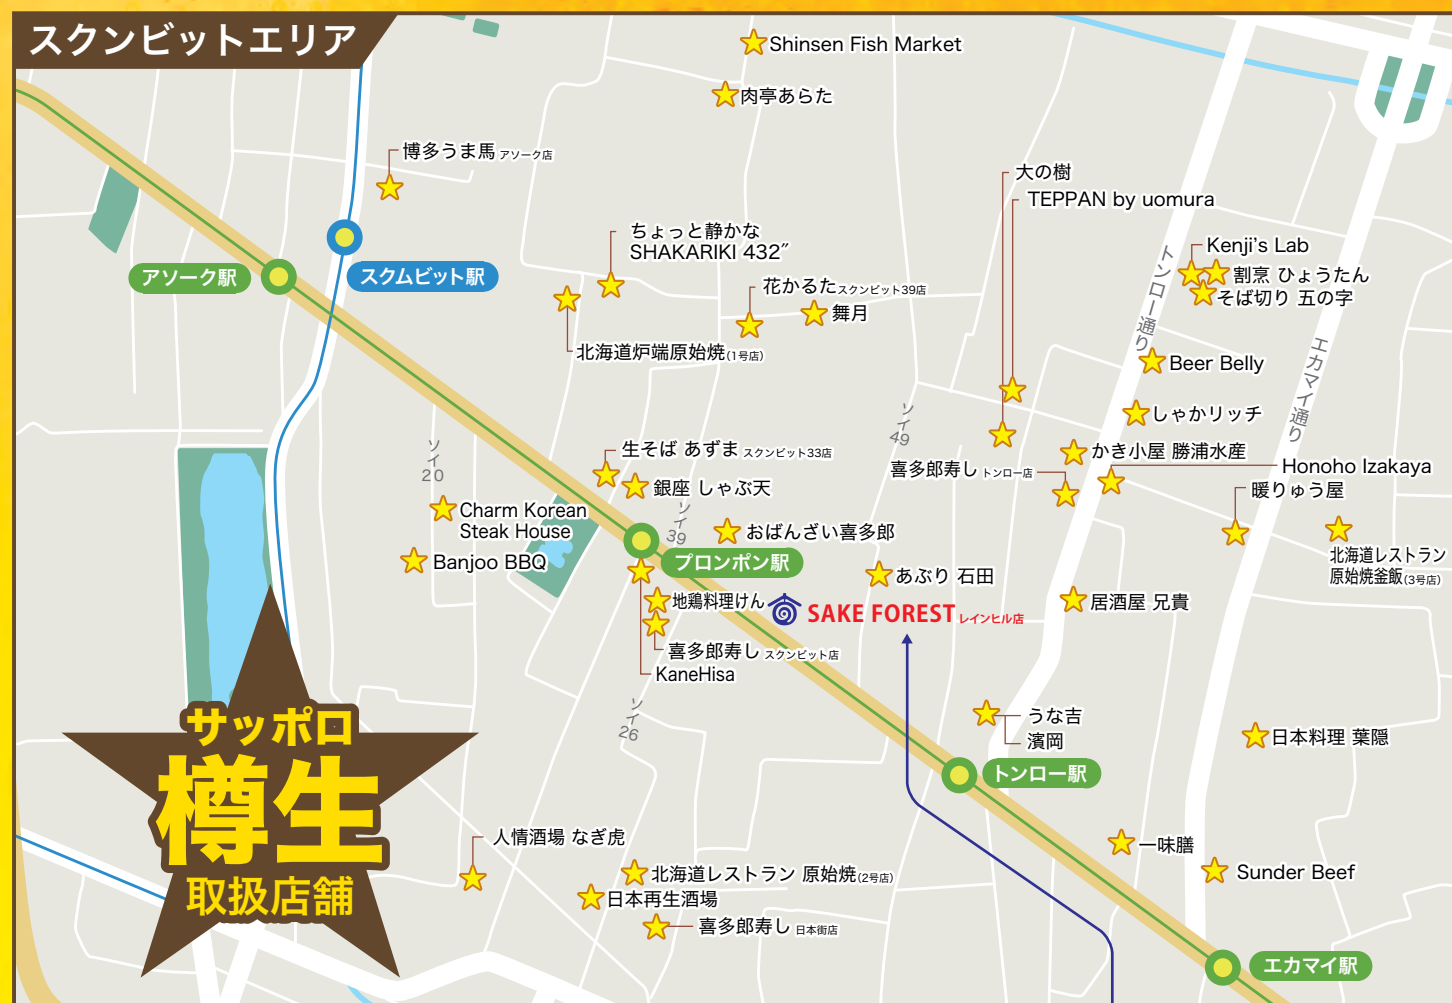 スクンビットエリア
Shinsen Fish Market
肉亭あらた
博多うま馬 アソーク店
大の樹
TEPPAN by uomura
ちょっと静かな
SHAKARIKI 432″
Kenji's Lab
割烹 ひょうたん
そば切り 五の字
アソーク駅
スクムビット駅
花かるた スクンビット39店
舞月
北海道炉端原始焼(1号店)
トンロー通り
エカマイ通り
Beer Belly
しゃかリッチ
ソイ49
ソイ20
生そば あずま スクンビット33店
銀座 しゃぶ天
かき小屋 勝浦水産
喜多郎寿し トンロー店
Honoho Izakaya
暖りゅう屋
Charm Korean
Steak House
ソイ39
おばんざい喜多郎
Banjoo BBQ
プロンポン駅
あぶり 石田
北海道レストラン
原始焼釜飯(3号店)
地鶏料理けん
SAKE FOREST レインヒル店
居酒屋 兄貴
喜多郎寿し スクンビット店
KaneHisa
ソイ26
うな吉
濱岡
日本料理 葉隠
トンロー駅
サッポロ
樽生
取扱店舗
人情酒場 なぎ虎
一味膳
北海道レストラン 原始焼(2号店)
Sunder Beef
日本再生酒場
喜多郎寿し 日本街店
エカマイ駅